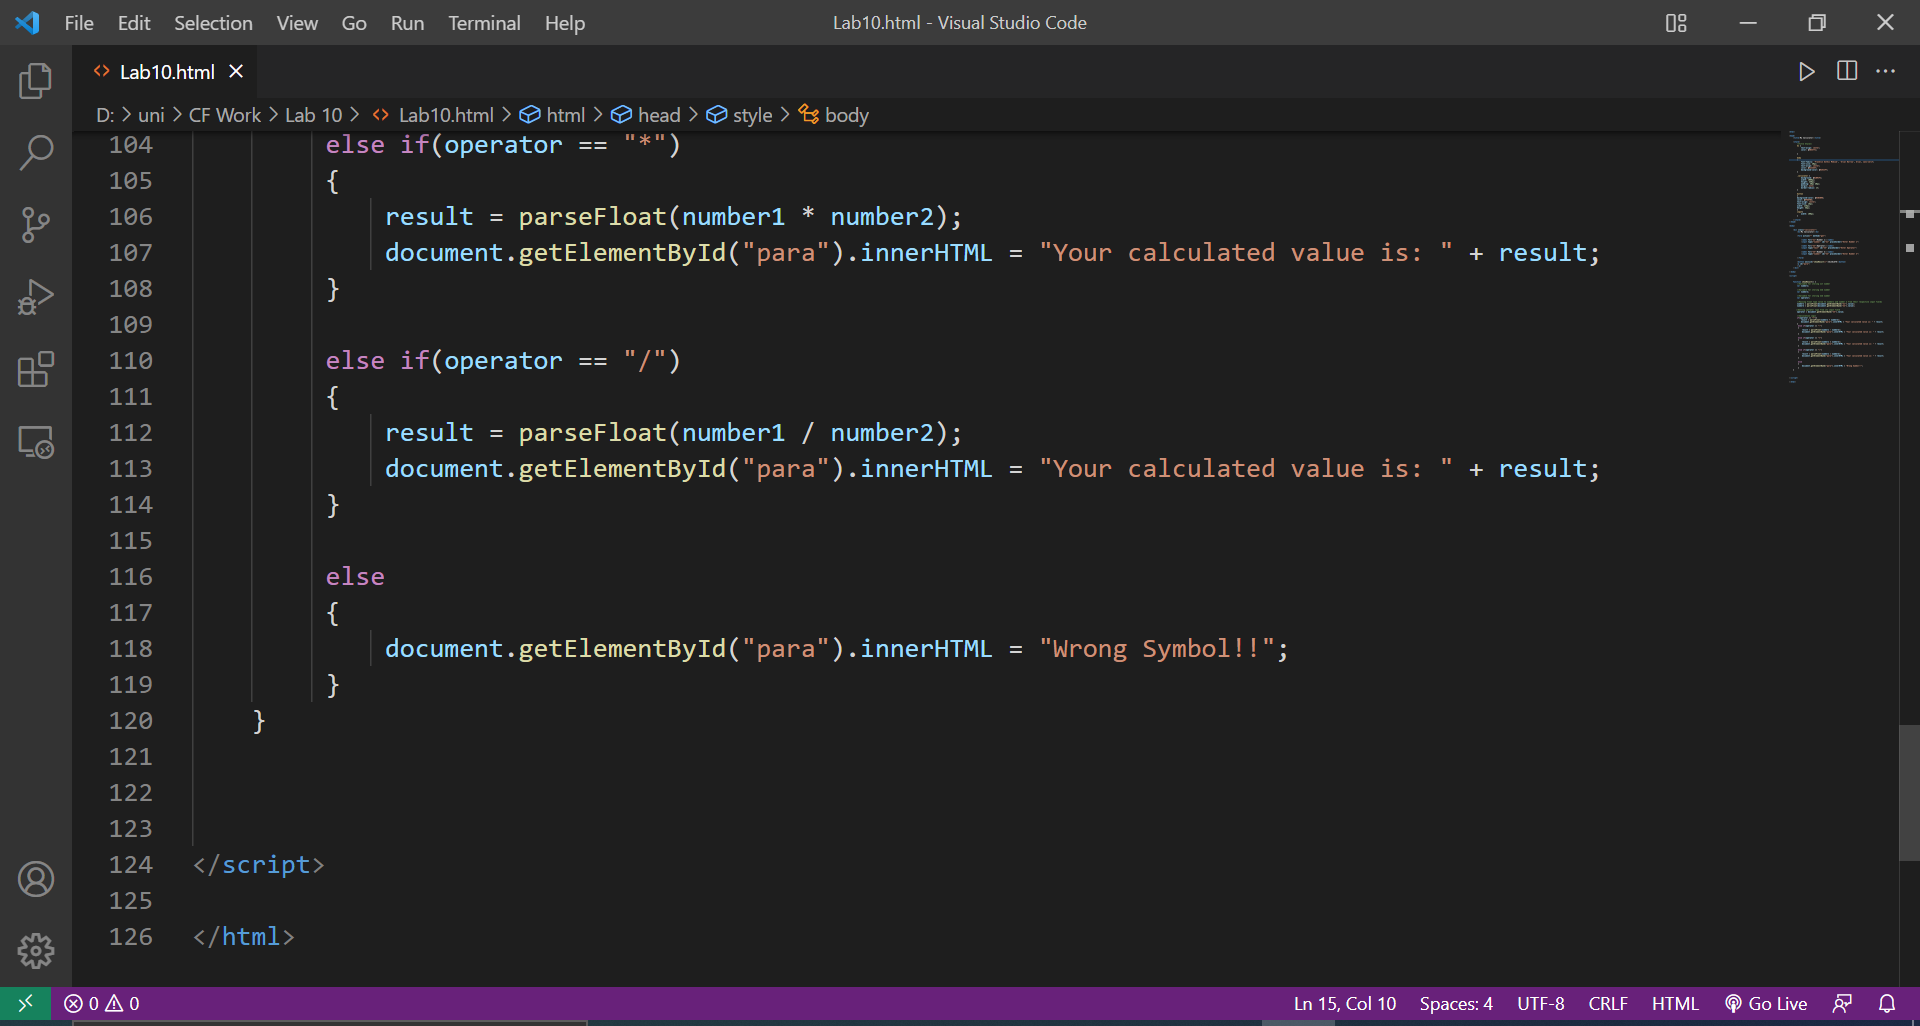 File Edit Selection View Go Run Terminal Help Lab10.html - Visual Studio Code
Lab10.html
D: > uni > CF Work > Lab 10 > Lab10.html > html > head > style > body
104 else if(operator == "*")
105 {
106 result = parseFloat(number1 * number2);
107 document.getElementById("para").innerHTML = "Your calculated value is: " + result;
108 }
109
110 else if(operator == "/")
111 {
112 result = parseFloat(number1 / number2);
113 document.getElementById("para").innerHTML = "Your calculated value is: " + result;
114 }
115
116 else
117 {
118 document.getElementById("para").innerHTML = "Wrong Symbol!!";
119 }
120 }
121
122
123
124 </script>
125
126 </html>
0 0 Ln 15, Col 10 Spaces: 4 UTF-8 CRLF HTML Go Live